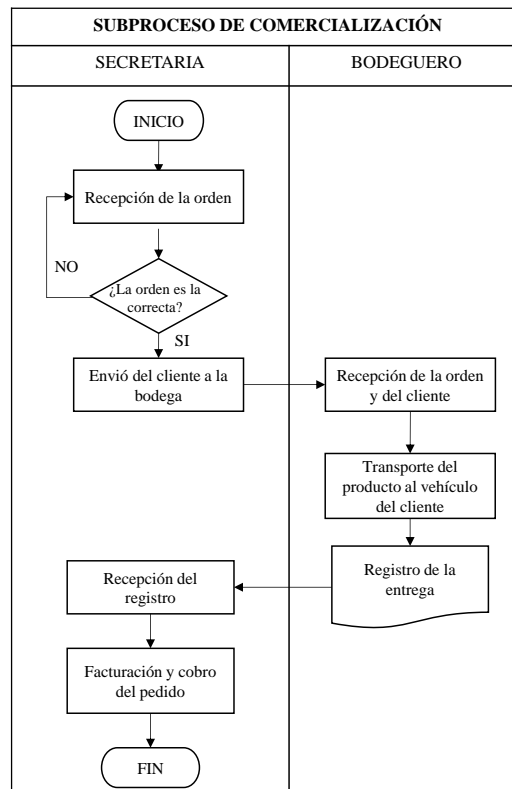 SUBPROCESO DE COMERCIALIZACIÓN
SECRETARIA
BODEGUERO
INICIO
Recepción de la orden
NO
¿La orden es la
correcta?
SI
Envió del cliente a la
bodega
Recepción de la orden
y del cliente
Transporte del
producto al vehículo
del cliente
Registro de la
entrega
Recepción del
registro
Facturación y cobro
del pedido
FIN